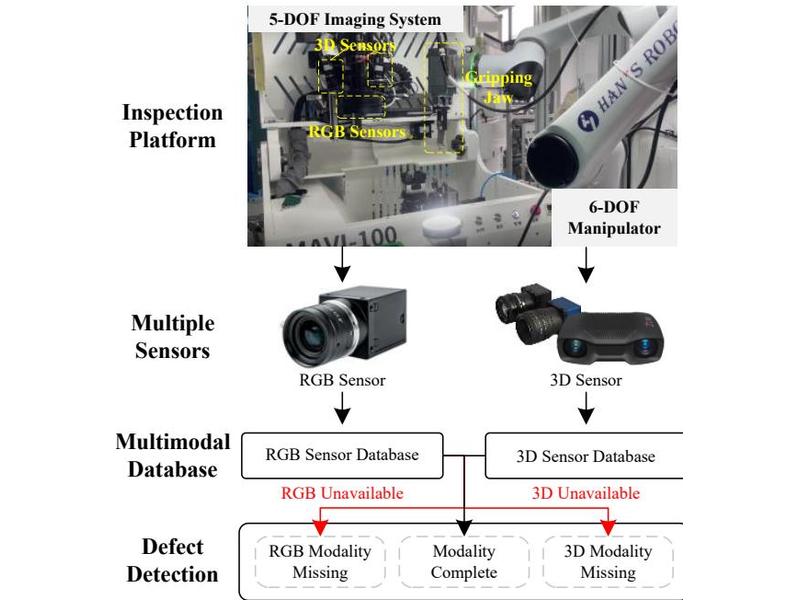 5-DOF Imaging System
3D Sensors
Gripping
Jaw
RGB Sensors
HAN'S ROBO
MAVI-100
6-DOF
Manipulator
Inspection
Platform
Multiple
Sensors
RGB Sensor
3D Sensor
Multimodal
Database
RGB Sensor Database
3D Sensor Database
RGB Unavailable
3D Unavailable
Defect
Detection
RGB Modality
Missing
Modality
Complete
3D Modality
Missing